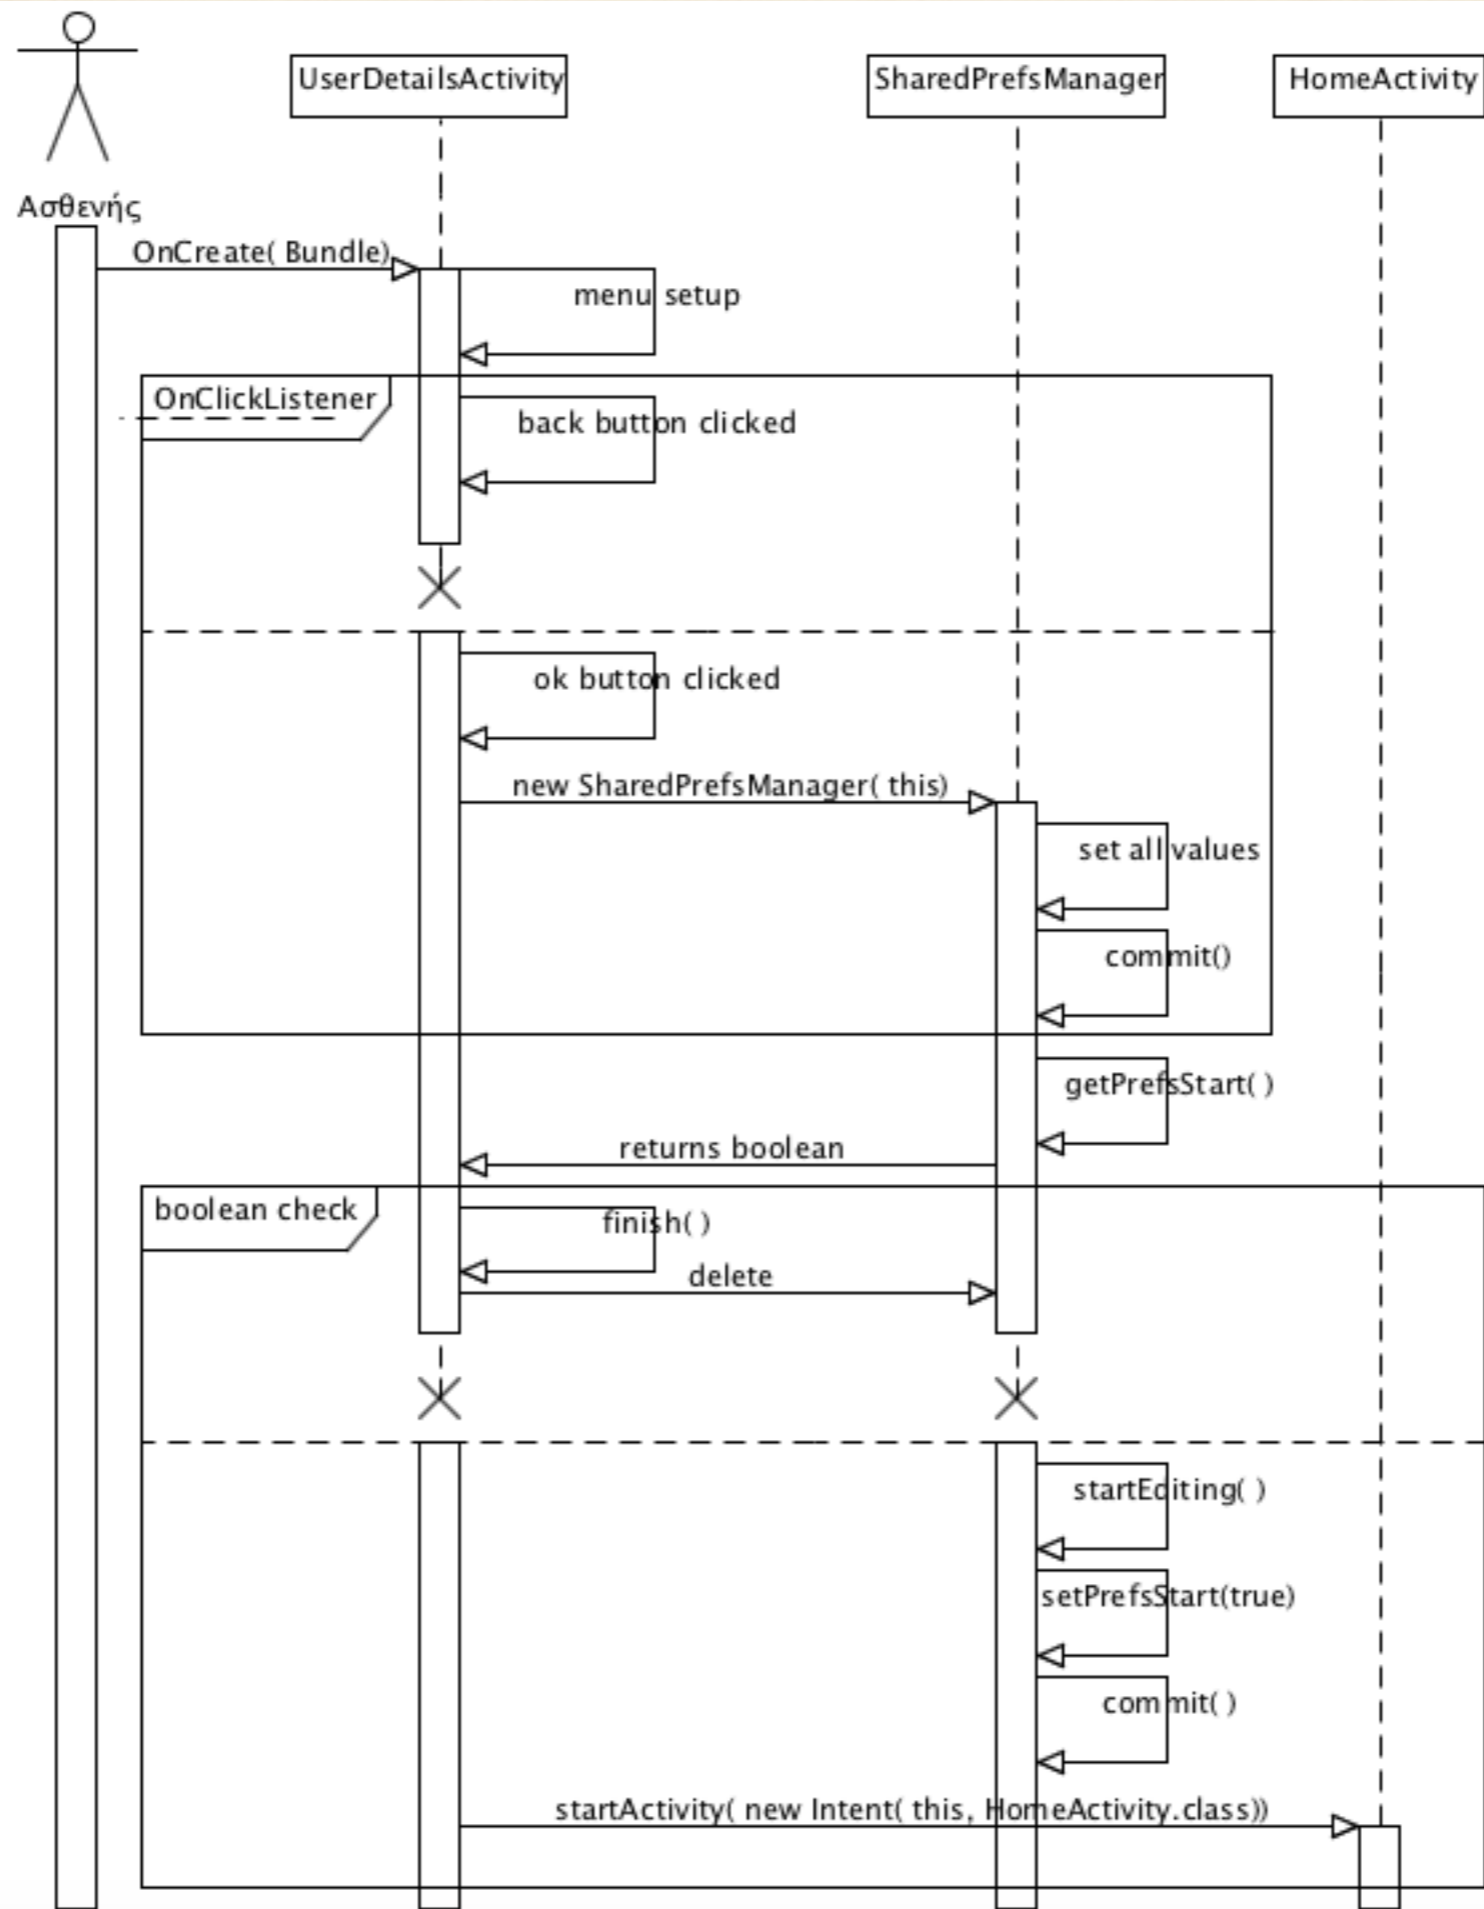 UserDetailsActivity
SharedPrefsManager
HomeActivity
Ασθενής
OnCreate( Bundle)
menu setup
OnClickListener
back button clicked
ok button clicked
new SharedPrefsManager( this)
set all values
commit()
getPrefsStart( )
returns boolean
boolean check
finish( )
delete
startEditing( )
setPrefsStart(true)
commit( )
startActivity( new Intent( this, HomeActivity.class))